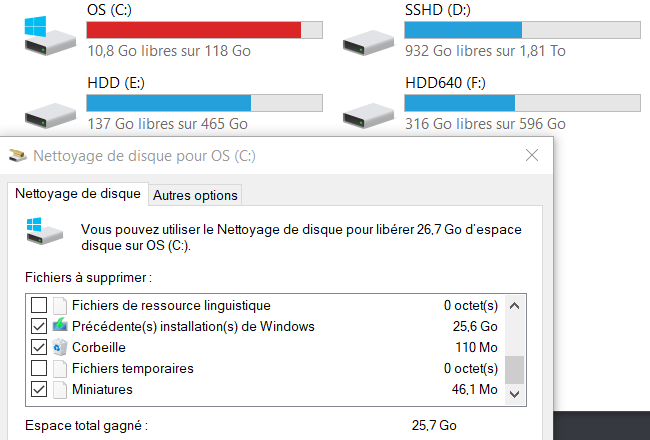 OS (C:)
10,8 Go libres sur 118 Go
SSHD (D:)
932 Go libres sur 1,81 To
HDD (E:)
137 Go libres sur 465 Go
HDD640 (F:)
316 Go libres sur 596 Go
Nettoyage de disque pour OS (C:)
Nettoyage de disque
Autres options
Vous pouvez utiliser le Nettoyage de disque pour libérer 26,7 Go d'espace
disque sur OS (C:).
Fichiers à supprimer :
Fichiers de ressource linguistique 0 octet(s)
Précédente(s) installation(s) de Windows 25,6 Go
Corbeille 110 Mo
Fichiers temporaires 0 octet(s)
Miniatures 46,1 Mo
Espace total gagné : 25,7 Go